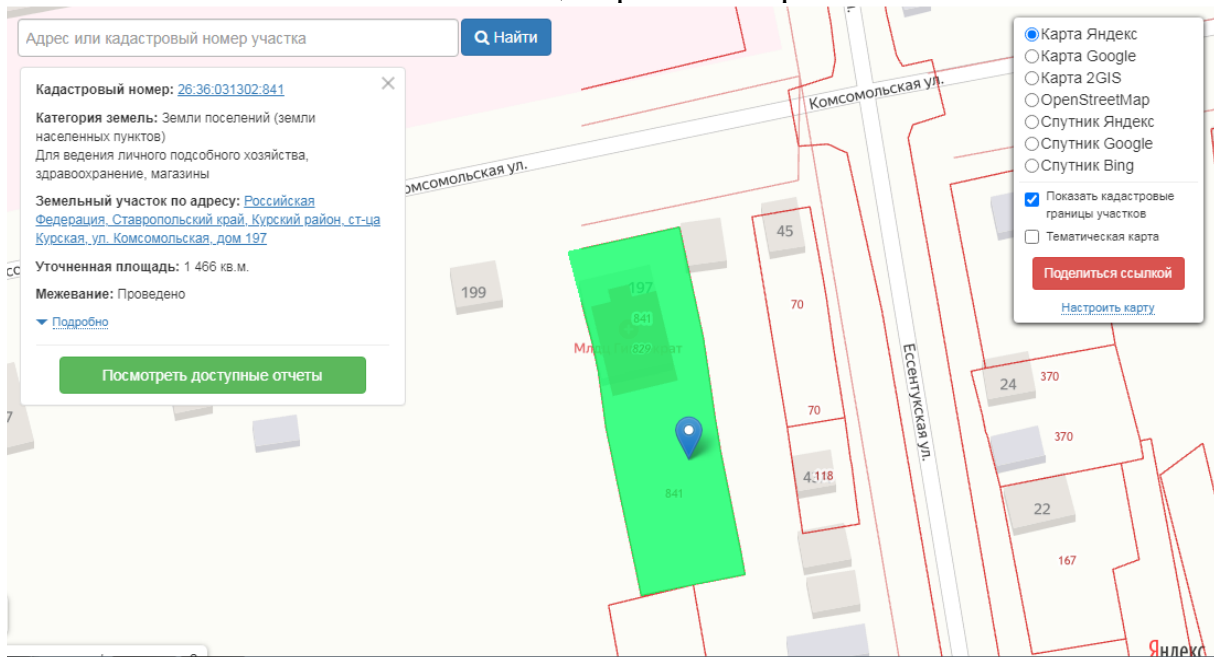 Адрес или кадастровый номер участка
Найти
Кадастровый номер: 26:36:031302:841
Категория земель: Земли поселений (земли
населенных пунктов)
Для ведения личного подсобного хозяйства,
здравоохранение, магазины
Земельный участок по адресу: Российская
Федерация, Ставропольский край, Курский район, ст-ца
Курская, ул. Комсомольская, дом 197
Уточненная площадь: 1 466 кв.м.
Межевание: Проведено
Подробно
Посмотреть доступные отчеты
Карта Яндекс
Карта Google
Карта 2GIS
OpenStreetMap
Спутник Яндекс
Спутник Google
Спутник Bing
Показать кадастровые
границы участков
Тематическая карта
Поделиться ссылкой
Настроить карту
Комсомольская ул.
омсомольская ул.
Ессентукская ул.
45
199
197
841
829
70
70
118
841
24
370
370
22
167
7
Яндекс